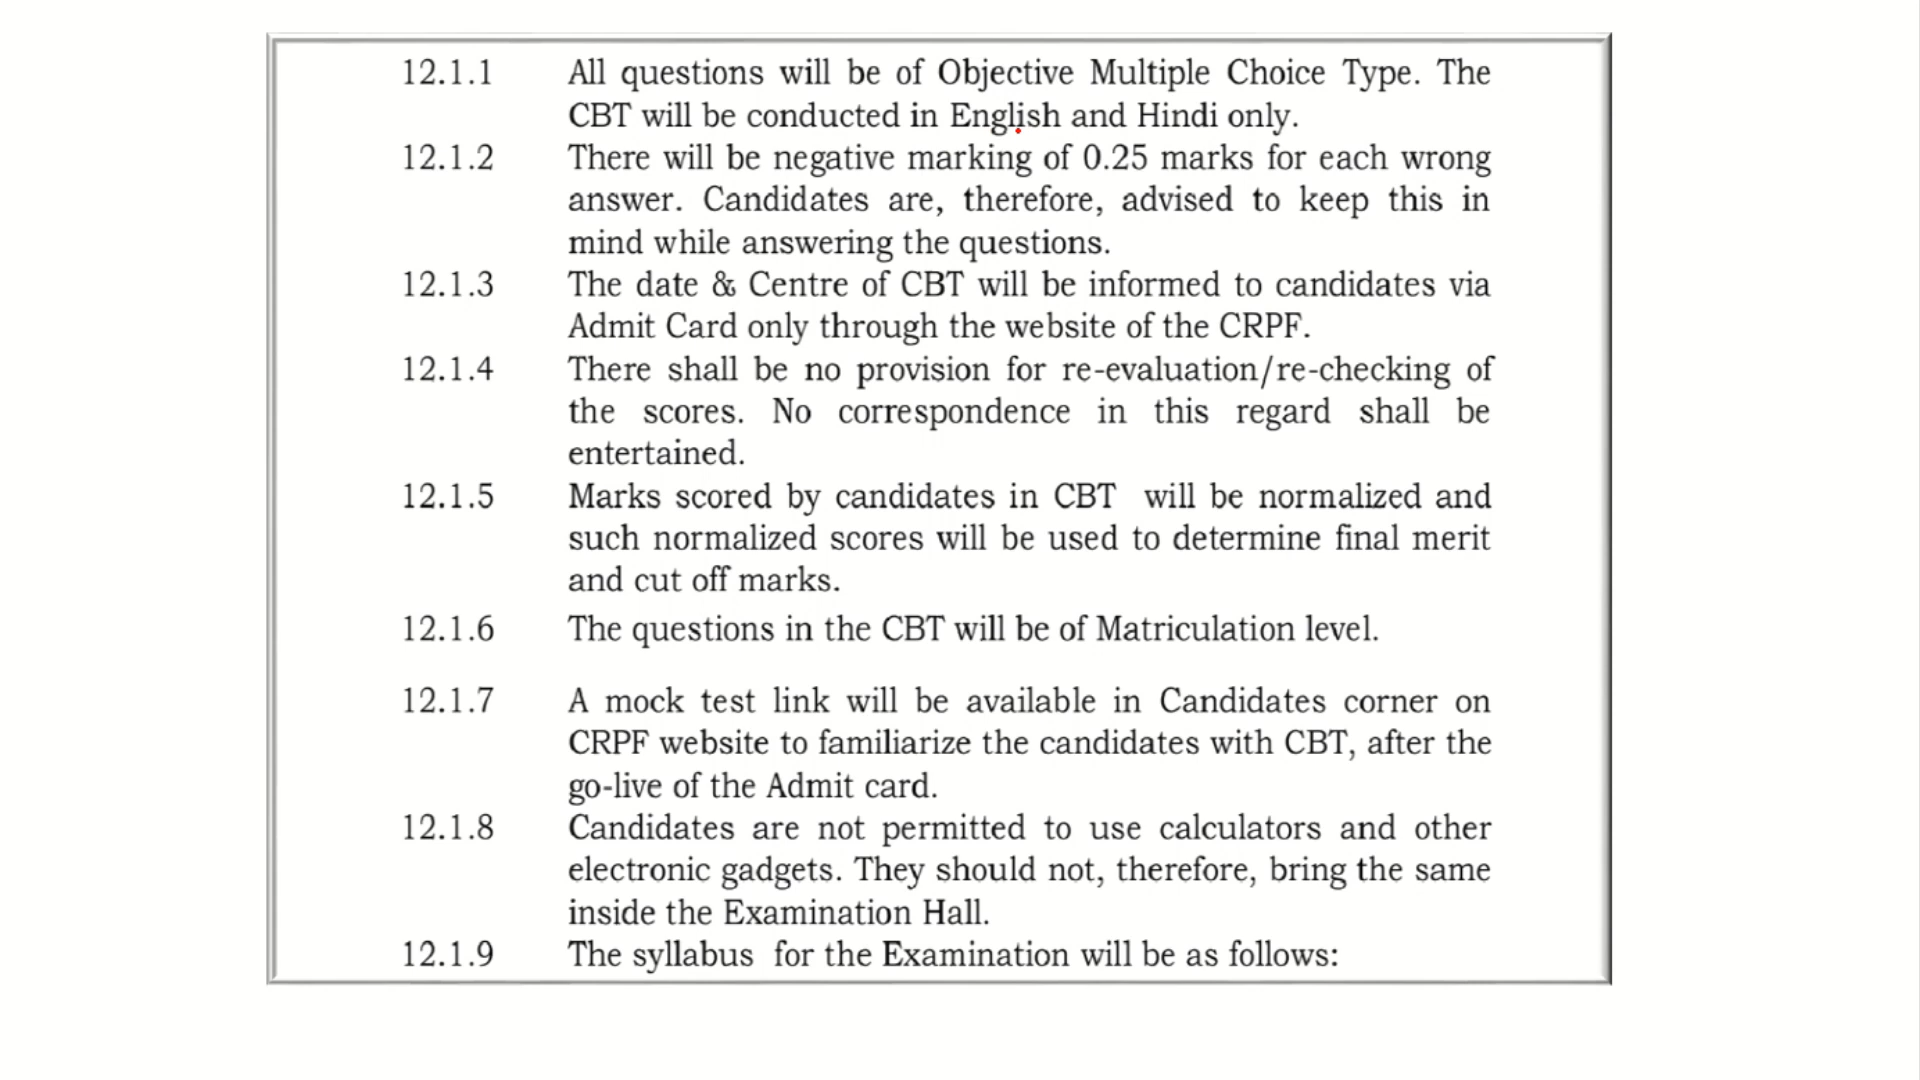 12.1.1 All questions will be of Objective Multiple Choice Type. The
CBT will be conducted in English and Hindi only.
12.1.2 There will be negative marking of 0.25 marks for each wrong
answer. Candidates are, therefore, advised to keep this in
mind while answering the questions.
12.1.3 The date & Centre of CBT will be informed to candidates via
Admit Card only through the website of the CRPF.
12.1.4 There shall be no provision for re-evaluation/re-checking of
the scores. No correspondence in this regard shall be
entertained.
12.1.5 Marks scored by candidates in CBT will be normalized and
such normalized scores will be used to determine final merit
and cut off marks.
12.1.6 The questions in the CBT will be of Matriculation level.
12.1.7 A mock test link will be available in Candidates corner on
CRPF website to familiarize the candidates with CBT, after the
go-live of the Admit card.
12.1.8 Candidates are not permitted to use calculators and other
electronic gadgets. They should not, therefore, bring the same
inside the Examination Hall.
12.1.9 The syllabus for the Examination will be as follows: